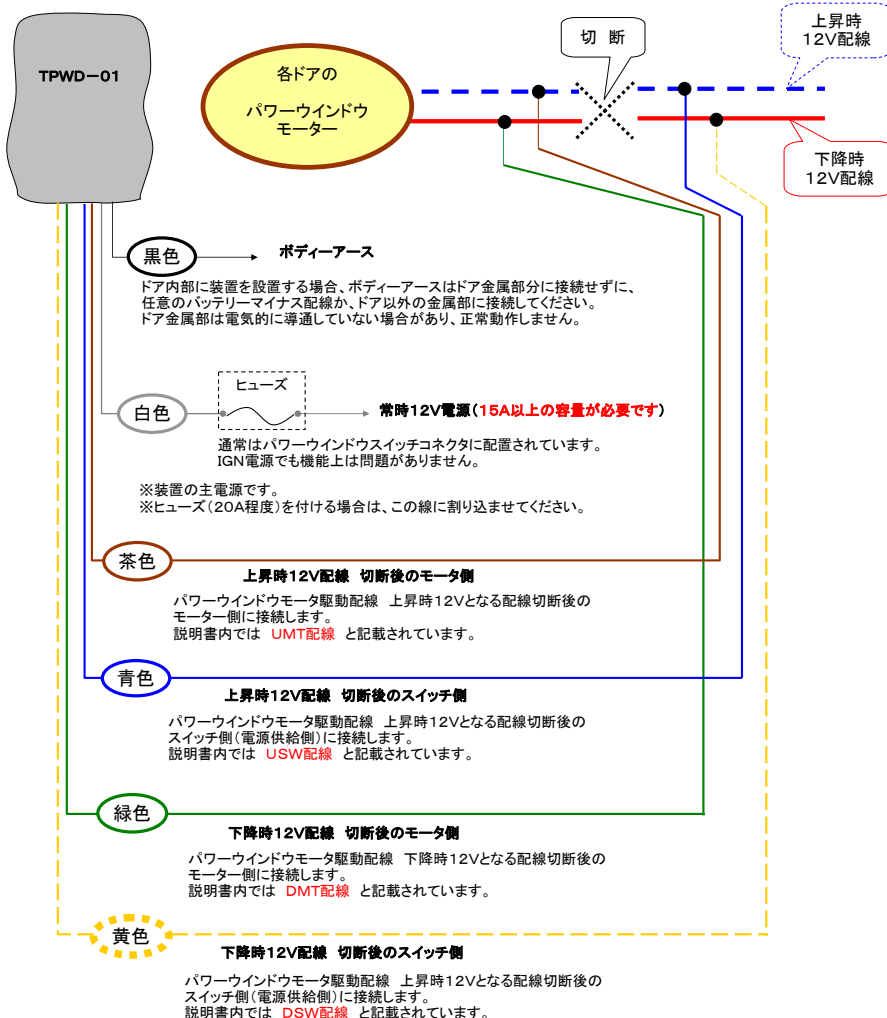 TPWD-01
各ドアの
パワーウインドウ
モーター
切 断
上昇時
12V配線
下降時
12V配線
黒色
ボディーアース
ドア内部に装置を設置する場合、ボディーアースはドア金属部分に接続せずに、
任意のバッテリーマイナス配線か、ドア以外の金属部に接続してください。
ドア金属部は電気的に導通していない場合があり、正常動作しません。
ヒューズ
白色
常時12V電源(15A以上の容量が必要です)
通常はパワーウインドウスイッチコネクタに配置されています。
IGN電源でも機能上は問題がありません。
※装置の主電源です。
※ヒューズ(20A程度)を付ける場合は、この線に割り込ませてください。
茶色
上昇時12V配線 切断後のモータ側
パワーウインドウモータ駆動配線 上昇時12Vとなる配線切断後の
モーター側に接続します。
説明書内では UMT配線 と記載されています。
青色
上昇時12V配線 切断後のスイッチ側
パワーウインドウモータ駆動配線 上昇時12Vとなる配線切断後の
スイッチ側(電源供給側)に接続します。
説明書内では USW配線 と記載されています。
緑色
下降時12V配線 切断後のモータ側
パワーウインドウモータ駆動配線 下降時12Vとなる配線切断後の
モーター側に接続します。
説明書内では DMT配線 と記載されています。
黄色
下降時12V配線 切断後のスイッチ側
パワーウインドウモータ駆動配線 上昇時12Vとなる配線切断後の
スイッチ側(電源供給側)に接続します。
説明書内では DSW配線 と記載されています。